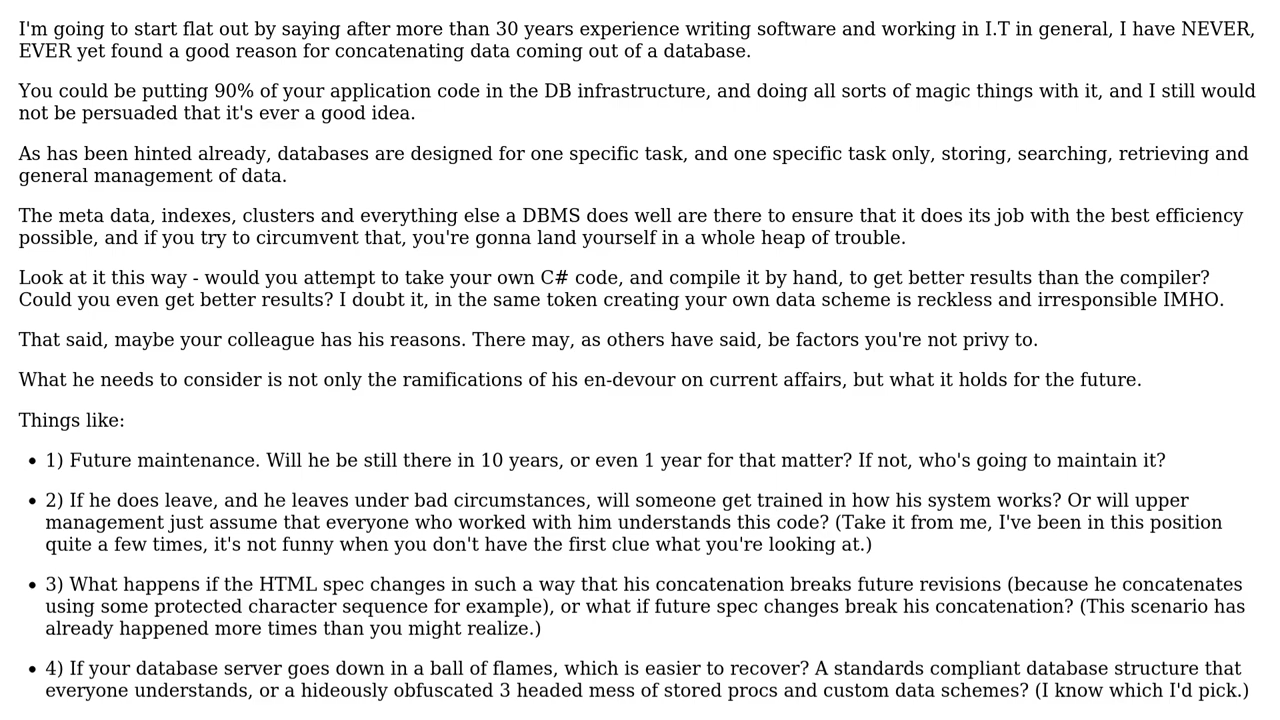 I'm going to start flat out by saying after more than 30 years experience writing software and working in I.T in general, I have NEVER,
EVER yet found a good reason for concatenating data coming out of a database.
You could be putting 90% of your application code in the DB infrastructure, and doing all sorts of magic things with it, and I still would
not be persuaded that it's ever a good idea.
As has been hinted already, databases are designed for one specific task, and one specific task only, storing, searching, retrieving and
general management of data.
The meta data, indexes, clusters and everything else a DBMS does well are there to ensure that it does its job with the best efficiency
possible, and if you try to circumvent that, you're gonna land yourself in a whole heap of trouble.
Look at it this way - would you attempt to take your own C# code, and compile it by hand, to get better results than the compiler?
Could you even get better results? I doubt it, in the same token creating your own data scheme is reckless and irresponsible IMHO.
That said, maybe your colleague has his reasons. There may, as others have said, be factors you're not privy to.
What he needs to consider is not only the ramifications of his en-devour on current affairs, but what it holds for the future.
Things like:
• 1) Future maintenance. Will he be still there in 10 years, or even 1 year for that matter? If not, who's going to maintain it?
• 2) If he does leave, and he leaves under bad circumstances, will someone get trained in how his system works? Or will upper
management just assume that everyone who worked with him understands this code? (Take it from me, I've been in this position
quite a few times, it's not funny when you don't have the first clue what you're looking at.)
• 3) What happens if the HTML spec changes in such a way that his concatenation breaks future revisions (because he concatenates
using some protected character sequence for example), or what if future spec changes break his concatenation? (This scenario has
already happened more times than you might realize.)
• 4) If your database server goes down in a ball of flames, which is easier to recover? A standards compliant database structure that
everyone understands, or a hideously obfuscated 3 headed mess of stored procs and custom data schemes? (I know which I'd pick.)